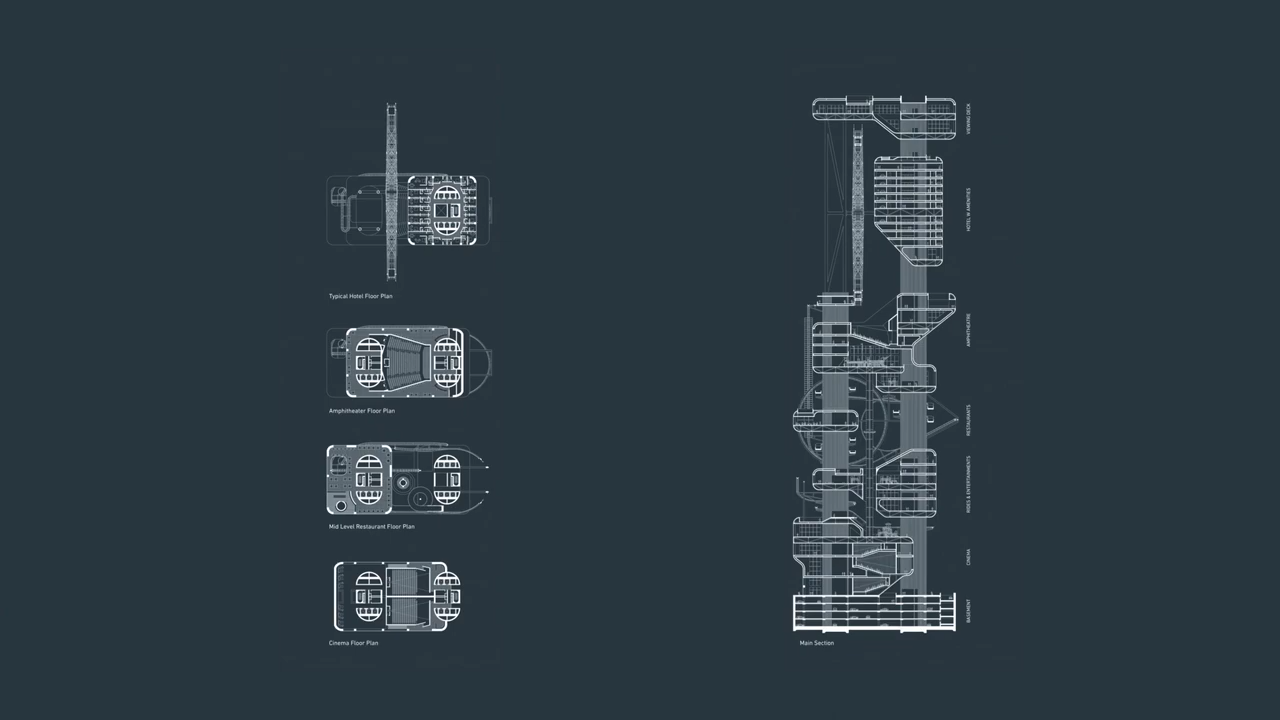 Typical Hotel Floor Plan
Amphitheater Floor Plan
Mid Level Restaurant Floor Plan
Cinema Floor Plan
VIEWING DECK
HOTEL W AMENITIES
AMPHITHEATRE
RESTAURANTS
RIDES & ENTERTAINMENTS
CINEMA
BASEMENT
Main Section